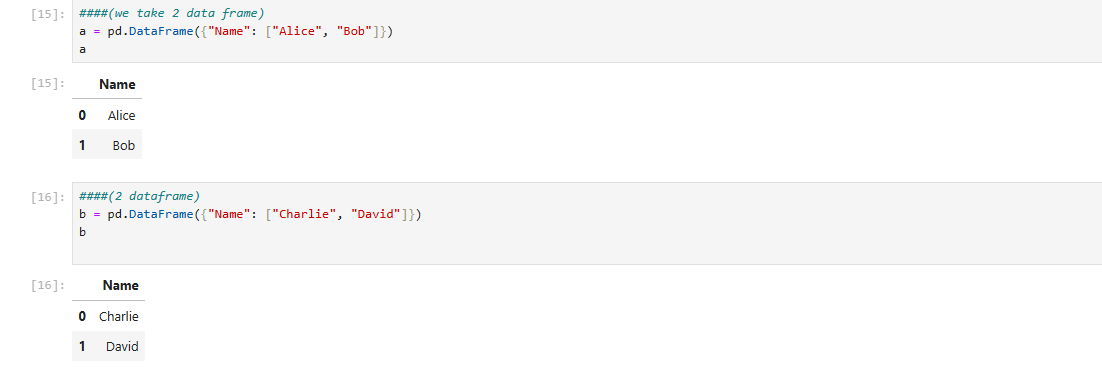 [15]: ####(we take 2 data frame)
a = pd.DataFrame({"Name": ["Alice", "Bob"]})
a
[15]: Name
0 Alice
1 Bob
[16]: ####(2 dataframe)
b = pd.DataFrame({"Name": ["Charlie", "David"]})
b
[16]: Name
0 Charlie
1 David